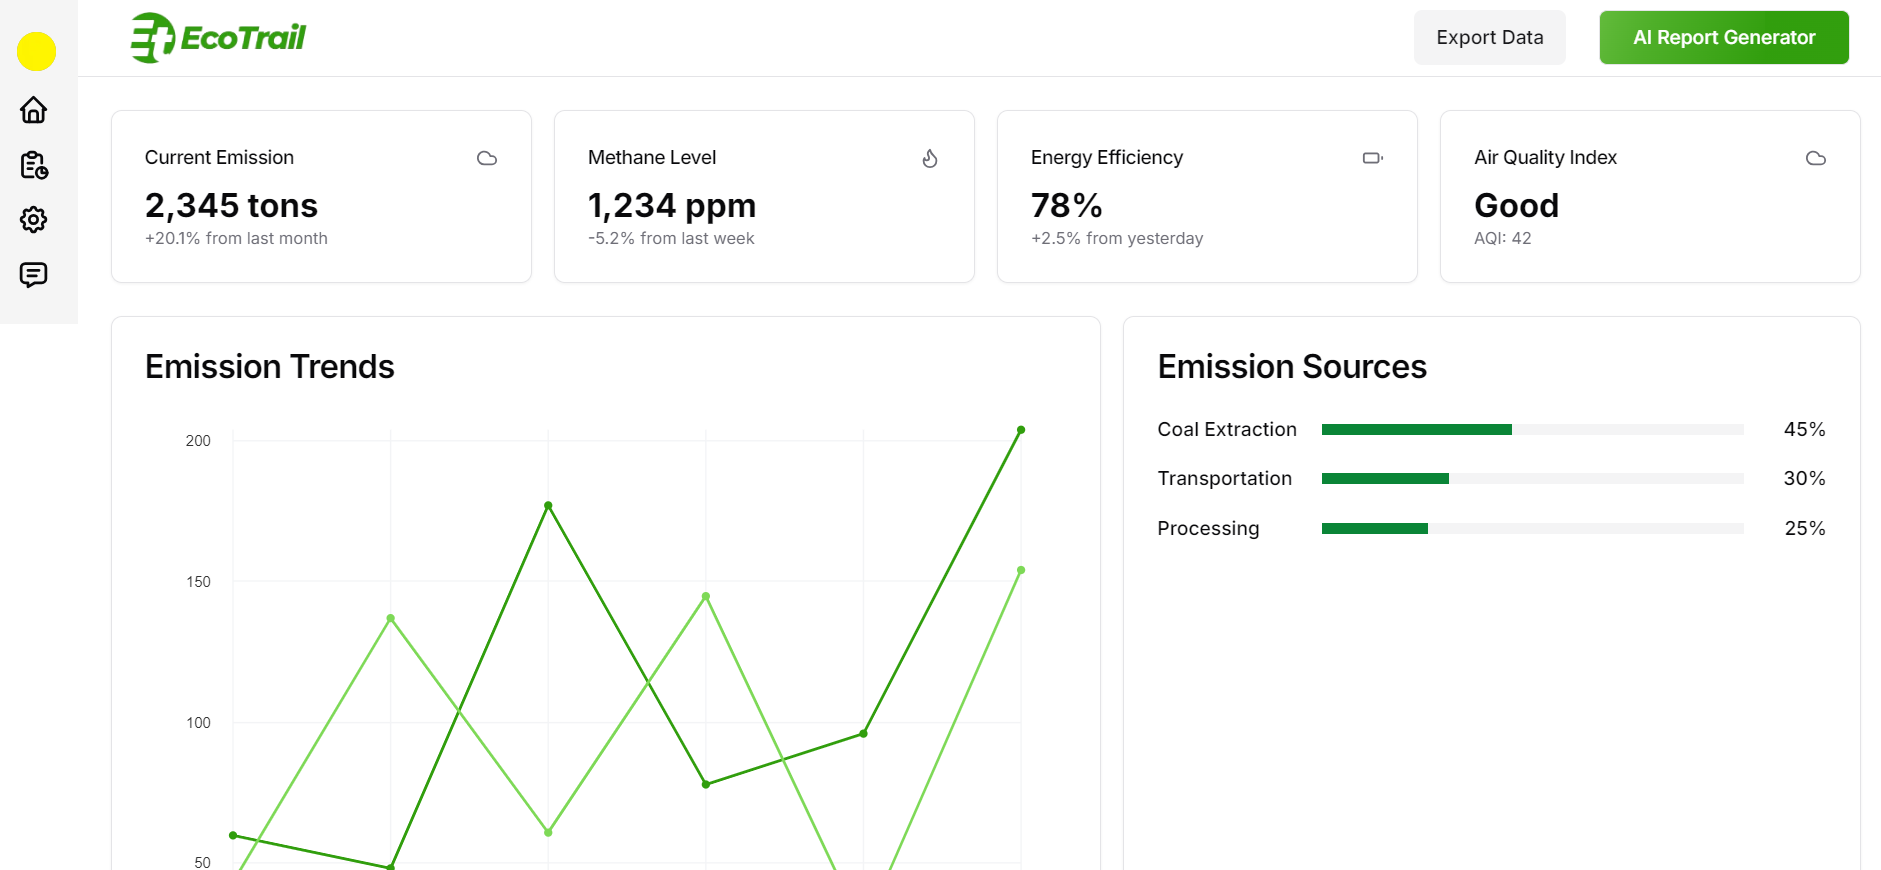 EcoTrail
Export Data
AI Report Generator
Current Emission
2,345 tons
+20.1% from last month
Methane Level
1,234 ppm
-5.2% from last week
Energy Efficiency
78%
+2.5% from yesterday
Air Quality Index
Good
AQI: 42
Emission Trends
200
150
100
50
Emission Sources
Coal Extraction 45%
Transportation 30%
Processing 25%